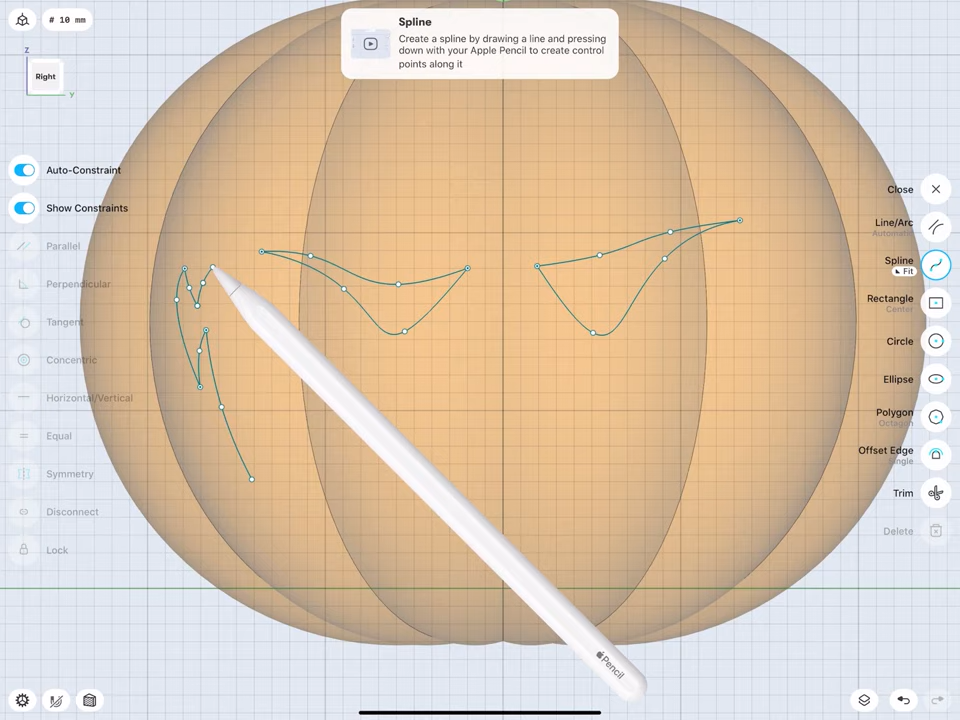 # 10 mm
Spline
Create a spline by drawing a line and pressing
down with your Apple Pencil to create control
points along it
Z
Right
Y
Auto-Constraint
Show Constraints
Parallel
Perpendicular
Tangent
Concentric
Horizontal/Vertical
Equal
Symmetry
Disconnect
Lock
Close
Line/Arc
Automatic
Spline
Fit
Rectangle
Center
Circle
Ellipse
Polygon
Octagon
Offset Edge
Single
Trim
Delete
Pencil